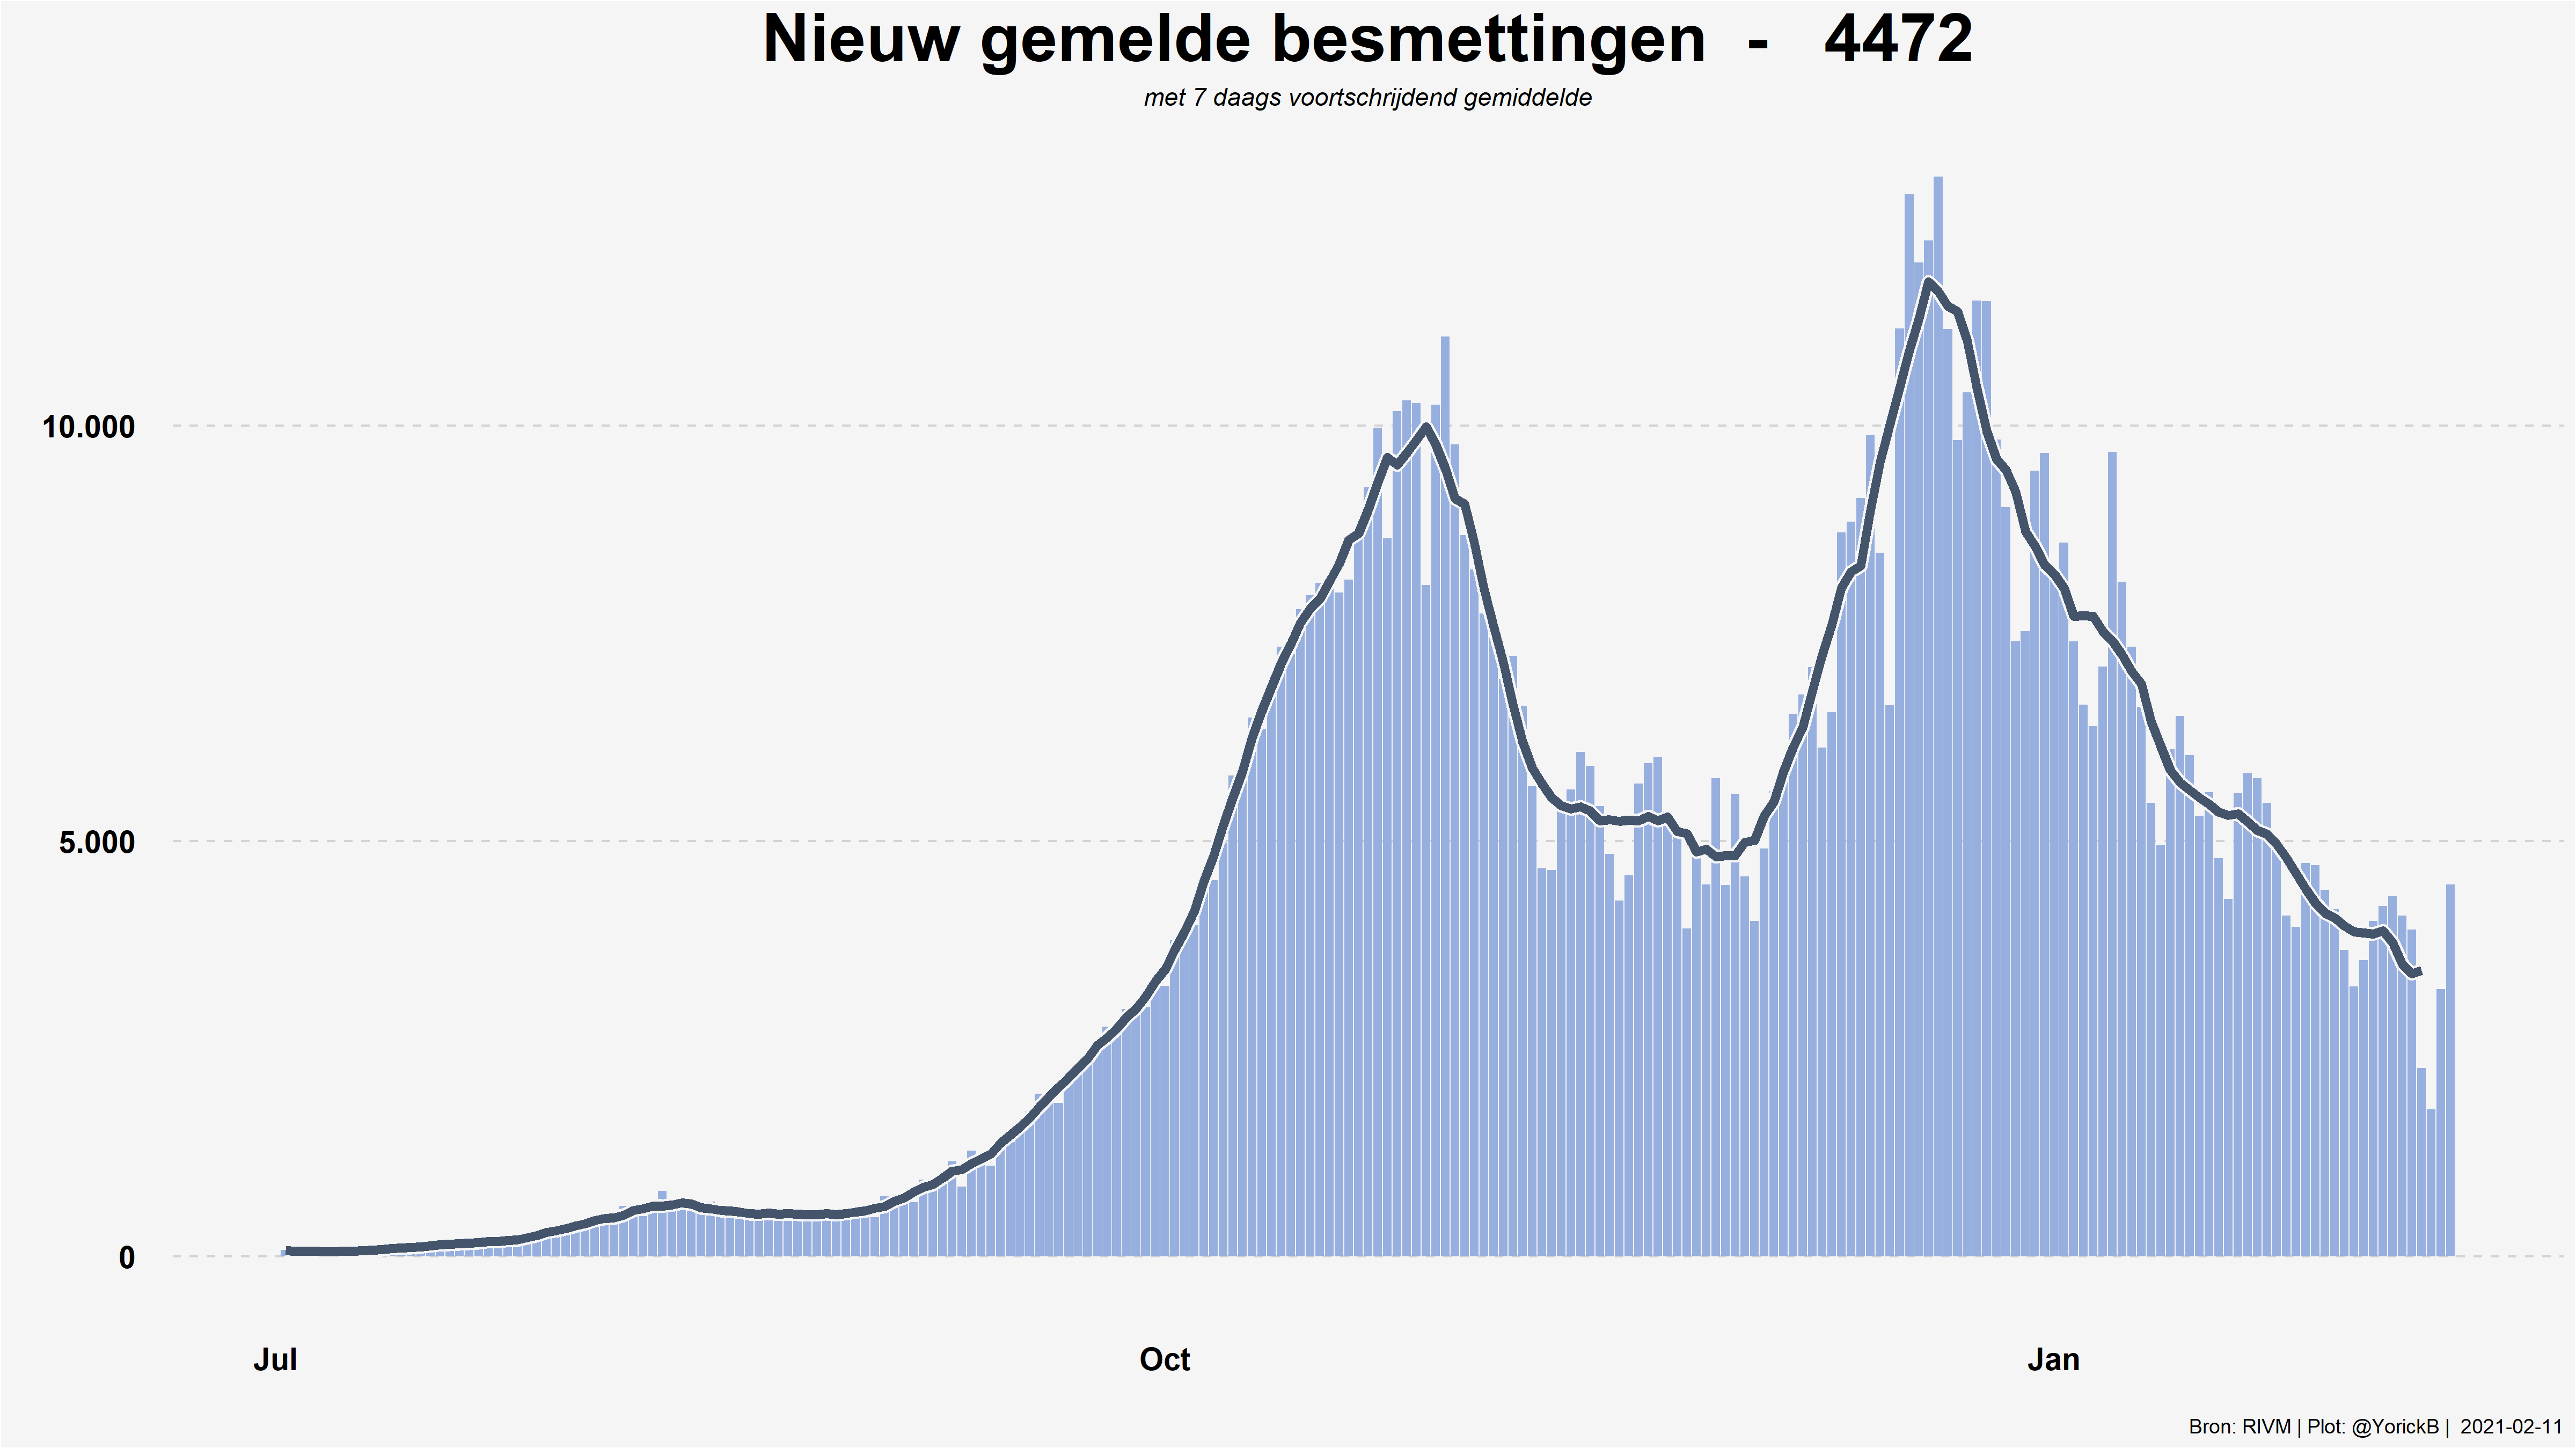 Nieuw gemelde besmettingen - 4472
met 7 daags voortschrijdend gemiddelde
10.000
5.000
0
Jul Oct Jan
Bron: RIVM | Plot: @YorickB | 2021-02-11